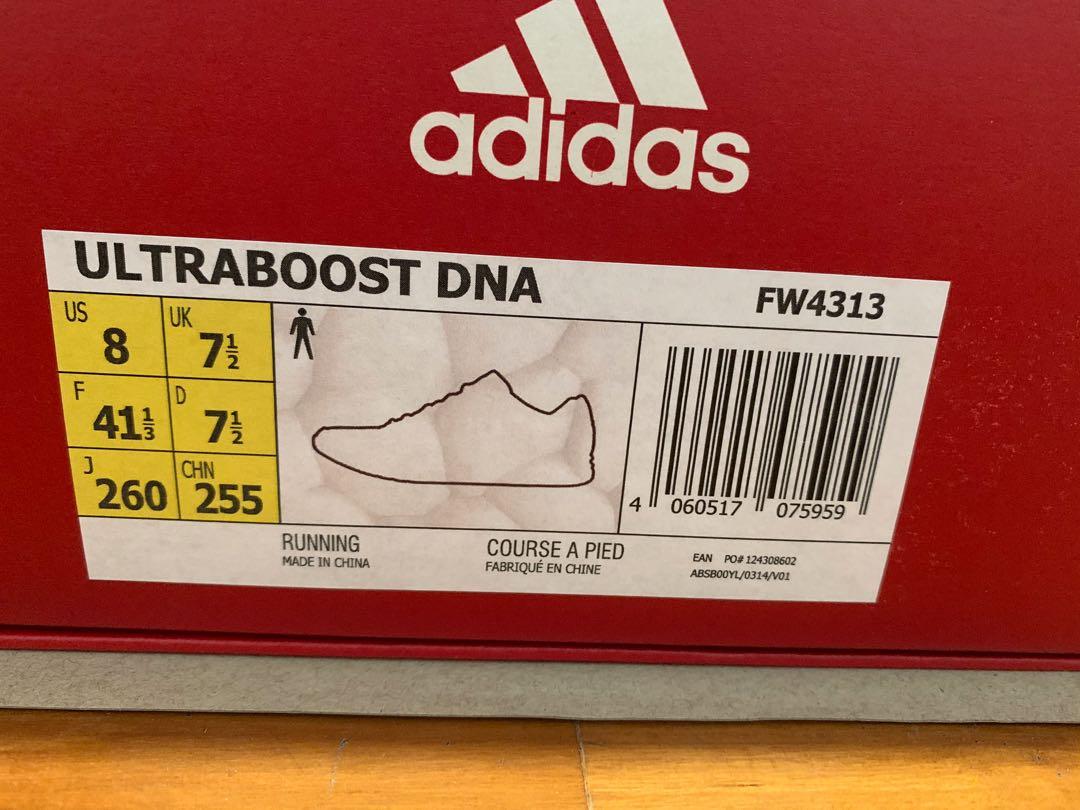 adidas
ULTRABOOST DNA
FW4313
US 8
UK 7½
F 41⅓
D 7½
J 260
CHN 255
4 060517 075959
RUNNING
MADE IN CHINA
COURSE A PIED
FABRIQUÉ EN CHINE
EAN PO# 124308602
ABSB00YL/0314/V01